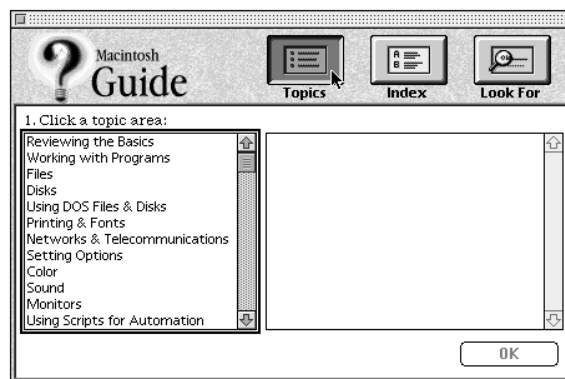 Macintosh
Guide
Topics
Index
Look For
1. Click a topic area:
Reviewing the Basics
Working with Programs
Files
Disks
Using DOS Files & Disks
Printing & Fonts
Networks & Telecommunications
Setting Options
Color
Sound
Monitors
Using Scripts for Automation
OK